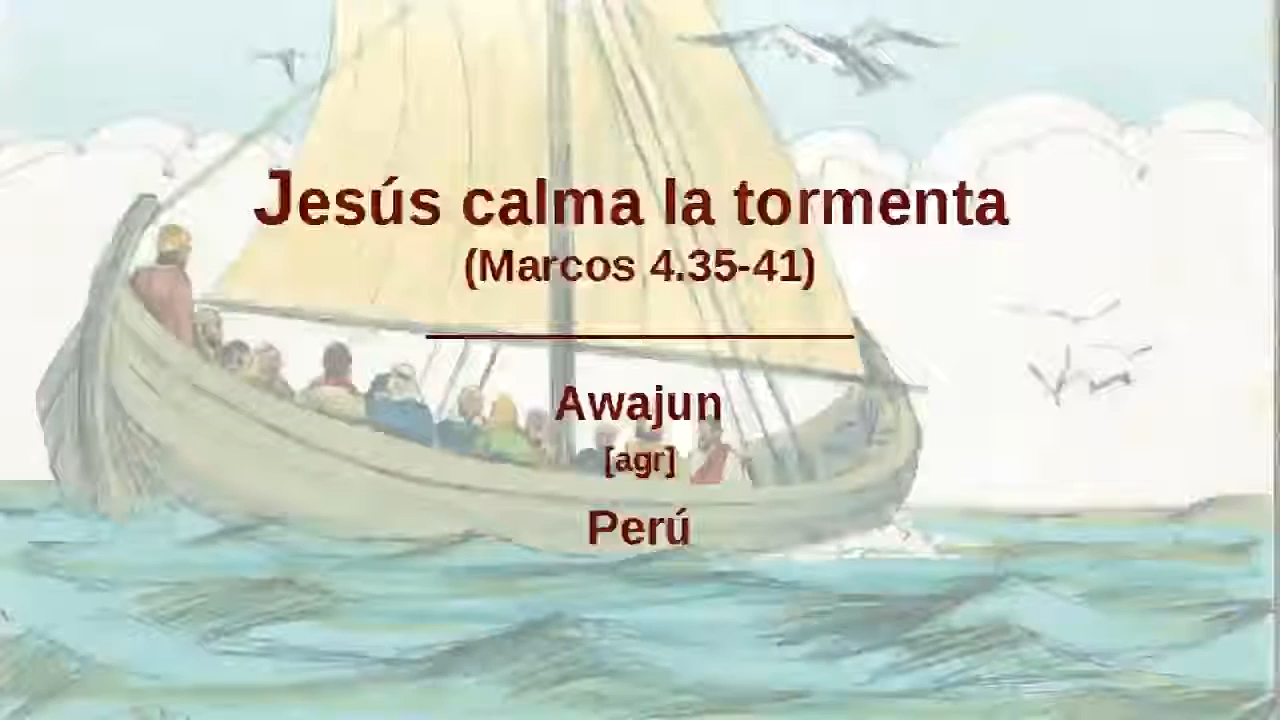 Jesús calma la tormenta
(Marcos 4.35-41)
Awajun
[agr]
Perú